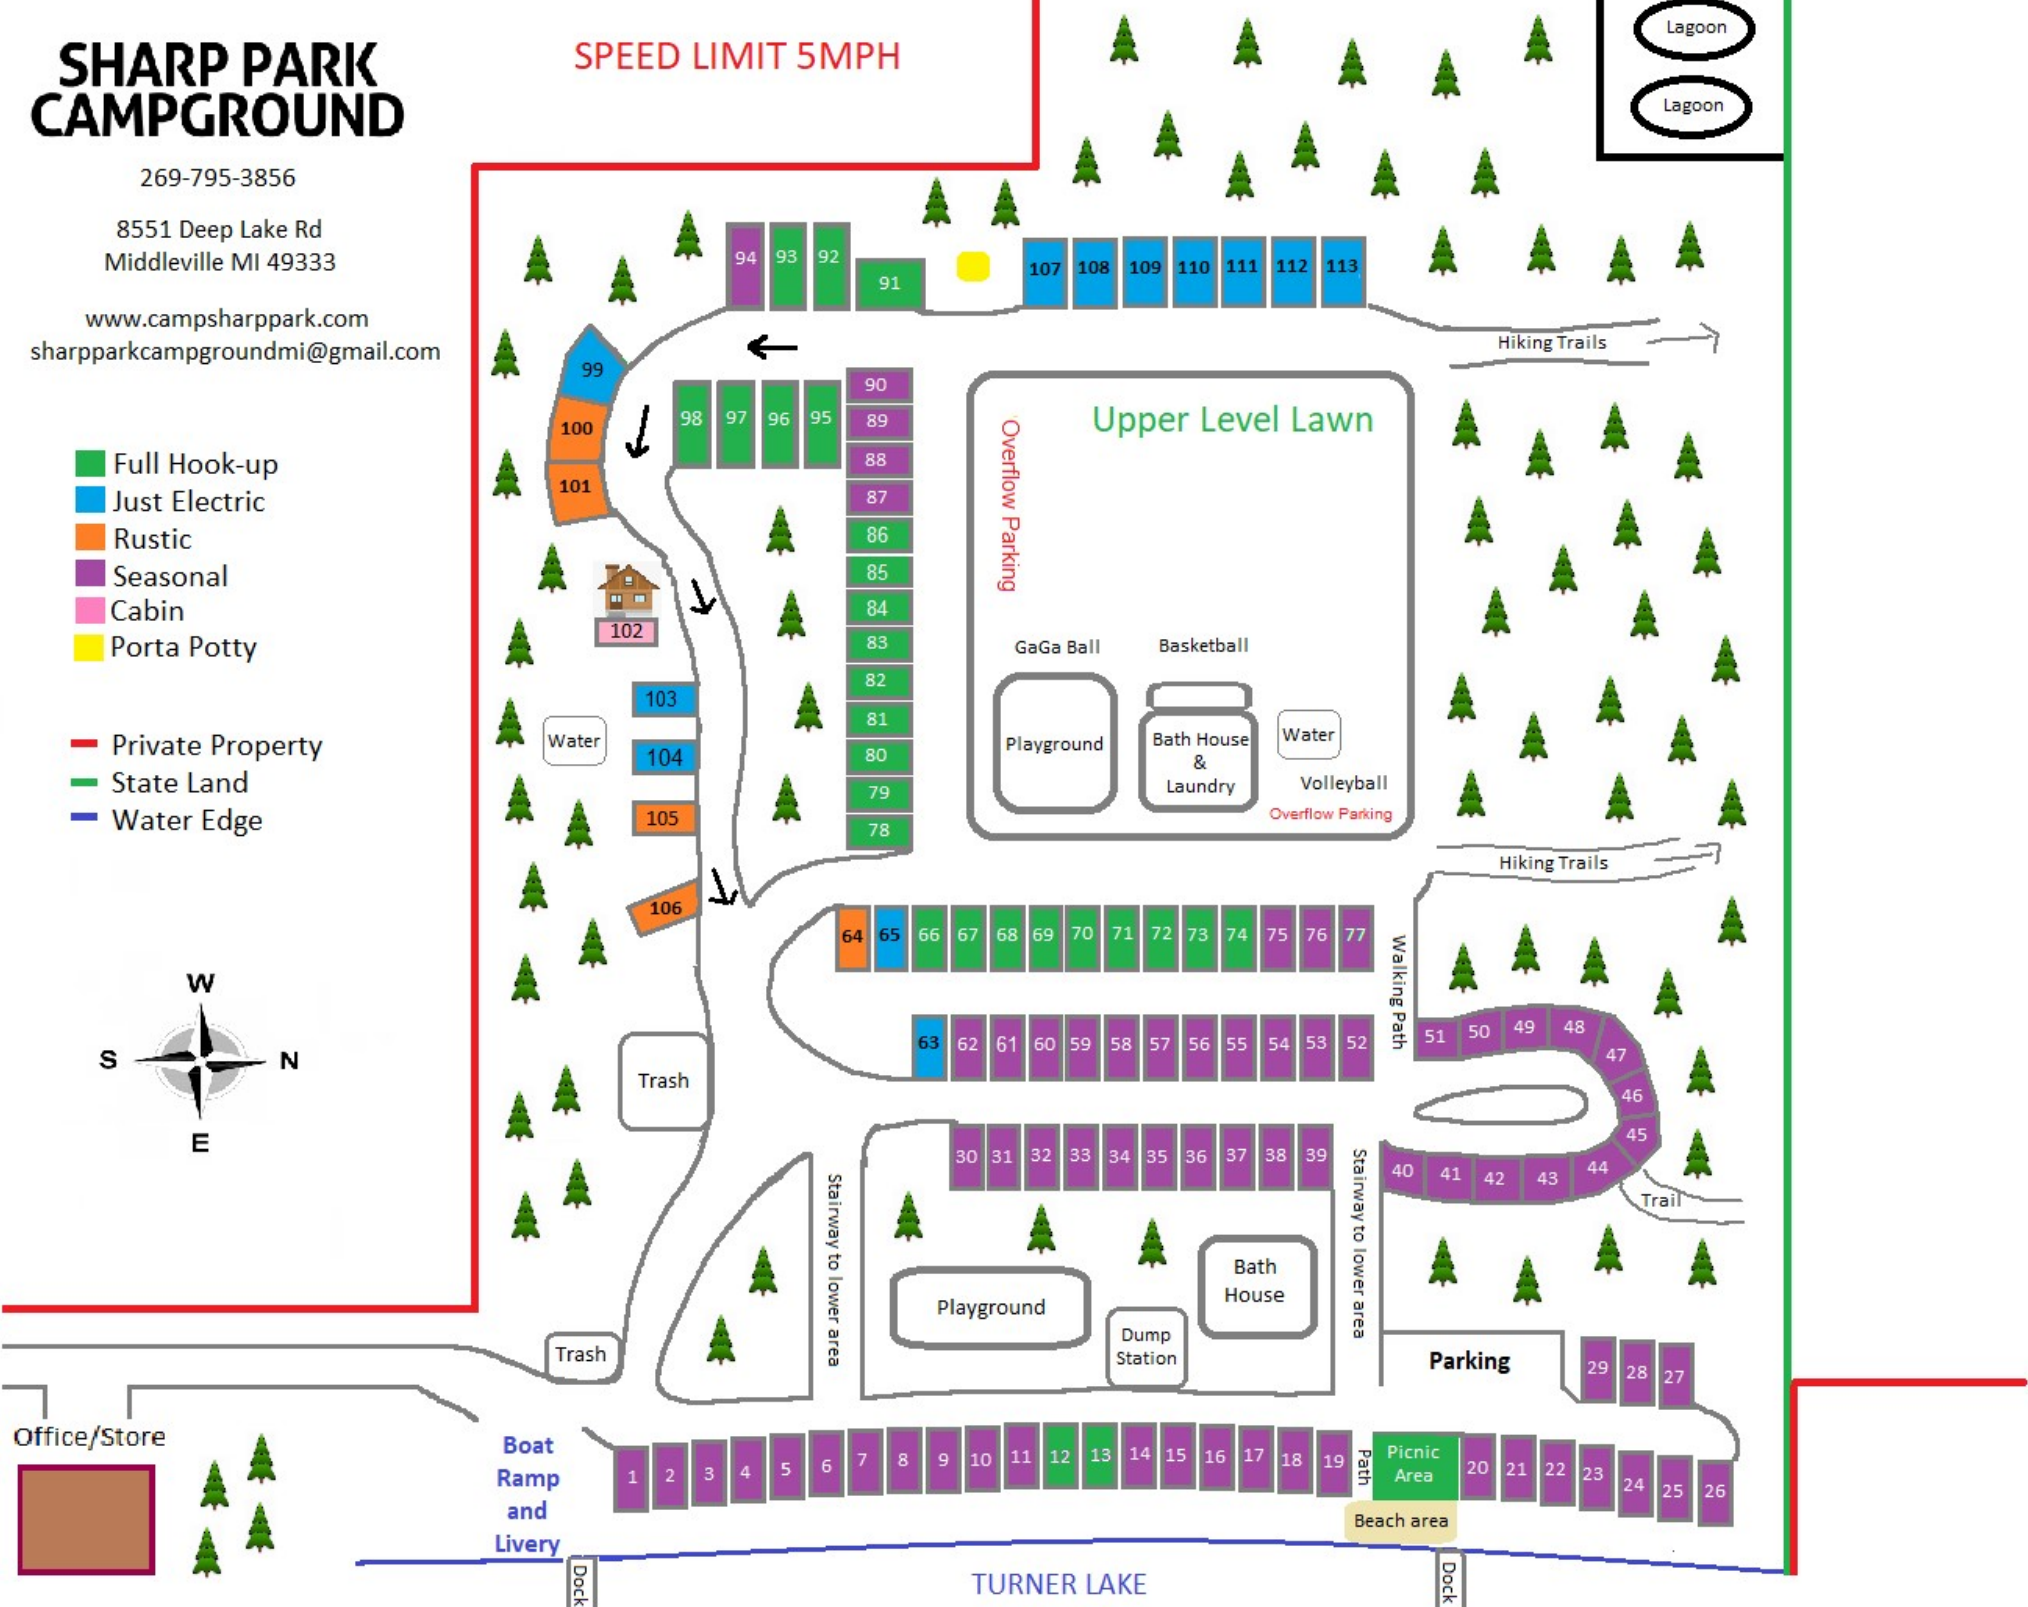 SHARP PARK
CAMPGROUND
269-795-3856
8551 Deep Lake Rd
Middleville MI 49333
www.campsharppark.com
sharpparkcampgroundmi@gmail.com
SPEED LIMIT 5MPH
Lagoon
Lagoon
Full Hook-up
Just Electric
Rustic
Seasonal
Cabin
Porta Potty
Private Property
State Land
Water Edge
W
S N
E
94 93 92 91
107 108 109 110 111 112 113
Hiking Trails
99
100
101
98 97 96 95
90
89
88
87
86
85
84
83
82
81
80
79
78
102
103
104
105
106
Water
Upper Level Lawn
Overflow Parking
GaGa Ball
Basketball
Playground
Bath House
&
Laundry
Water
Volleyball
Overflow Parking
Hiking Trails
64 65 66 67 68 69 70 71 72 73 74 75 76 77
Walking Path
63 62 61 60 59 58 57 56 55 54 53 52
51 50 49 48
47
46
45
44
40 41 42 43
Trail
Trash
30 31 32 33 34 35 36 37 38 39
Stairway to lower area
Stairway to lower area
Playground
Dump
Station
Bath
House
Parking
29 28 27
Trash
Office/Store
Boat
Ramp
and
Livery
1 2 3 4 5 6 7 8 9 10 11 12 13 14 15 16 17 18 19
Path
Picnic
Area
20 21 22 23 24 25 26
Beach area
Dock
TURNER LAKE
Dock